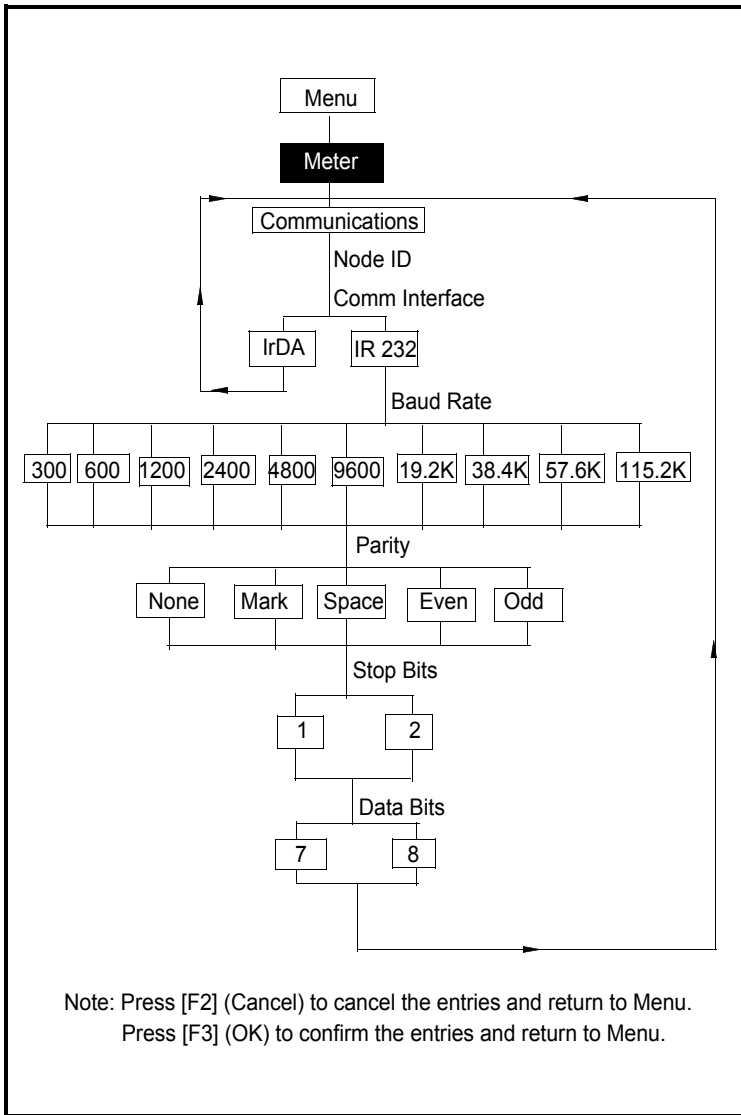 Menu
Meter
Communications
Node ID
Comm Interface
IrDA IR 232
Baud Rate
300 600 1200 2400 4800 9600 19.2K 38.4K 57.6K 115.2K
Parity
None Mark Space Even Odd
Stop Bits
1 2
Data Bits
7 8
Note: Press [F2] (Cancel) to cancel the entries and return to Menu.
Press [F3] (OK) to confirm the entries and return to Menu.